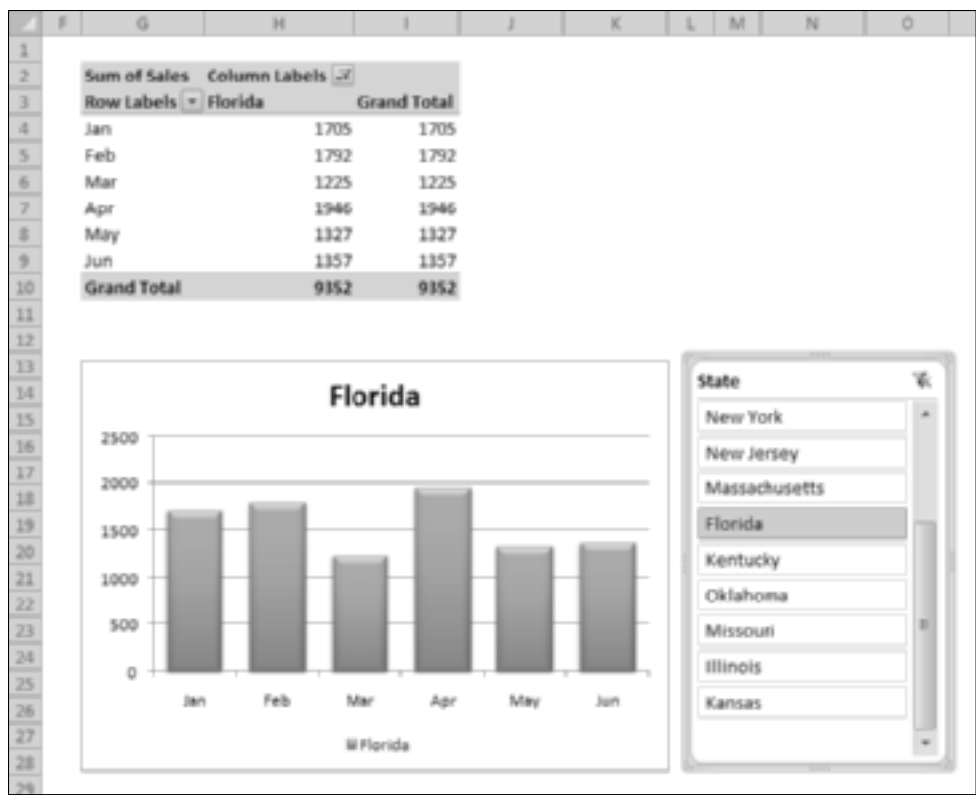 F G H I J K L M N O
1
2 Sum of Sales Column Labels
3 Row Labels Florida Grand Total
4 Jan 1705 1705
5 Feb 1792 1792
6 Mar 1225 1225
7 Apr 1946 1946
8 May 1327 1327
9 Jun 1357 1357
10 Grand Total 9352 9352
11
12
13
14
15
16
17
18
19
20
21
22
23
24
25
26
27
28
29
Florida
2500
2000
1500
1000
500
0
Jan Feb Mar Apr May Jun
Florida
State
New York
New Jersey
Massachusetts
Florida
Kentucky
Oklahoma
Missouri
Illinois
Kansas